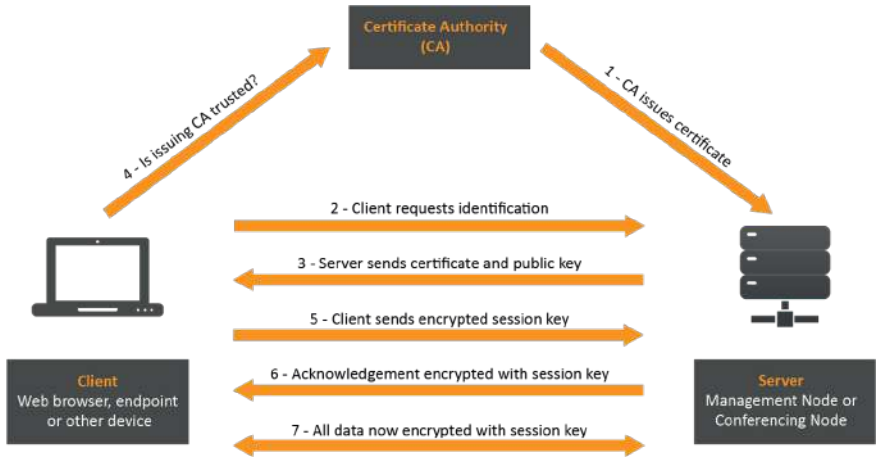 Certificate Authority
(CA)
4 - Is issuing CA trusted?
1 - CA issues certificate
2 - Client requests identification
3 - Server sends certificate and public key
5 - Client sends encrypted session key
6 - Acknowledgement encrypted with session key
7 - All data now encrypted with session key
Client
Web browser, endpoint
or other device
Server
Management Node or
Conferencing Node